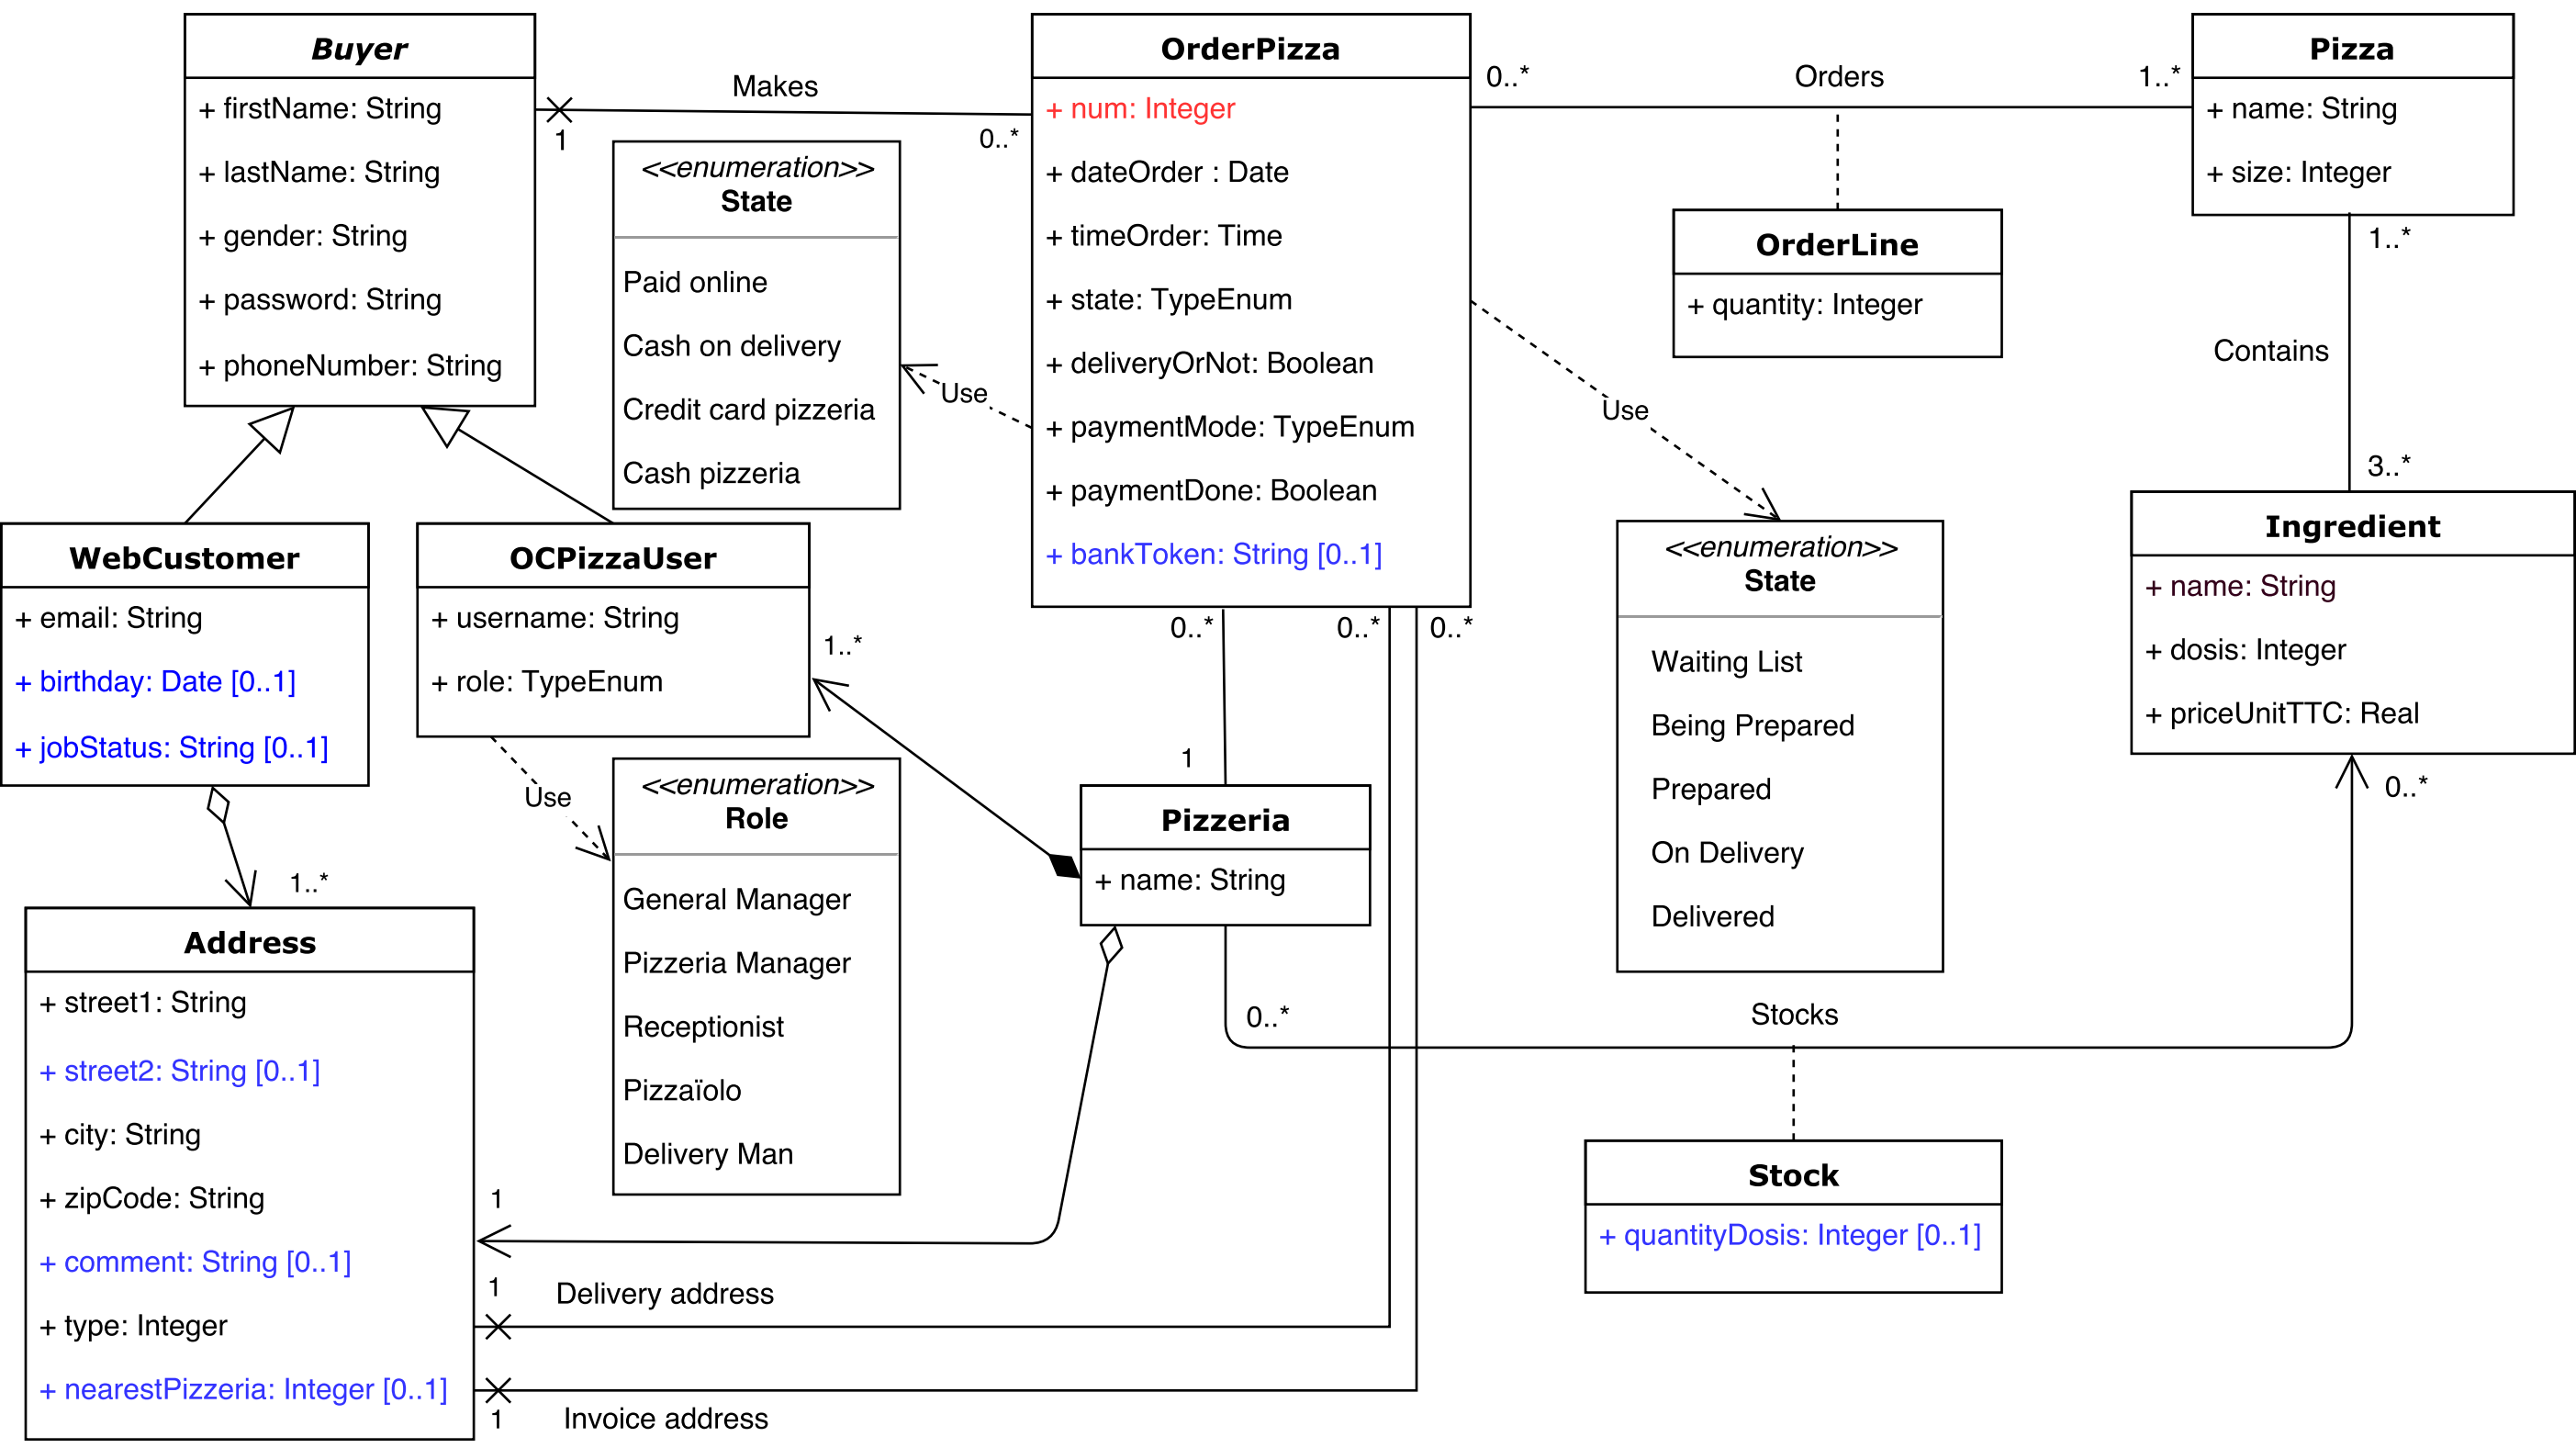 Buyer
+ firstName: String
+ lastName: String
+ gender: String
+ password: String
+ phoneNumber: String
Makes
1
0..*
OrderPizza
+ num: Integer
+ dateOrder : Date
+ timeOrder: Time
+ state: TypeEnum
+ deliveryOrNot: Boolean
+ paymentMode: TypeEnum
+ paymentDone: Boolean
+ bankToken: String [0..1]
0..*
Orders
1..*
Pizza
+ name: String
+ size: Integer
<<enumeration>>
State
Paid online
Cash on delivery
Credit card pizzeria
Cash pizzeria
Use
OrderLine
+ quantity: Integer
Use
1..*
Contains
3..*
WebCustomer
+ email: String
+ birthday: Date [0..1]
+ jobStatus: String [0..1]
OCPizzaUser
+ username: String
+ role: TypeEnum
1..*
0..*
0..*
0..*
<<enumeration>>
State
Waiting List
Being Prepared
Prepared
On Delivery
Delivered
Ingredient
+ name: String
+ dosis: Integer
+ priceUnitTTC: Real
0..*
Use
<<enumeration>>
Role
General Manager
Pizzeria Manager
Receptionist
Pizzaïolo
Delivery Man
1
Pizzeria
+ name: String
1..*
Address
+ street1: String
+ street2: String [0..1]
+ city: String
+ zipCode: String
+ comment: String [0..1]
+ type: Integer
+ nearestPizzeria: Integer [0..1]
0..*
Stocks
Stock
+ quantityDosis: Integer [0..1]
1
1
Delivery address
1
Invoice address